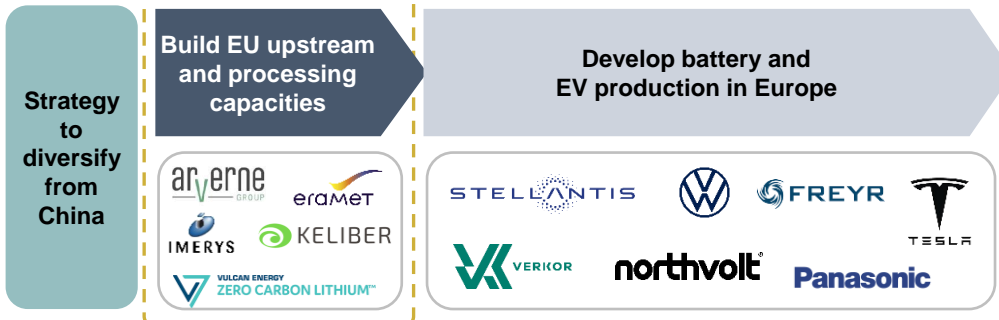 Strategy
to
diversify
from
China
Build EU upstream
and processing
capacities
Develop battery and
EV production in Europe
arverne
GROUP
eramet
IMERYS
KELIBER
VULCAN ENERGY
ZERO CARBON LITHIUM™
STELLANTIS
VW
FREYR
TESLA
VERKOR
northvolt
Panasonic